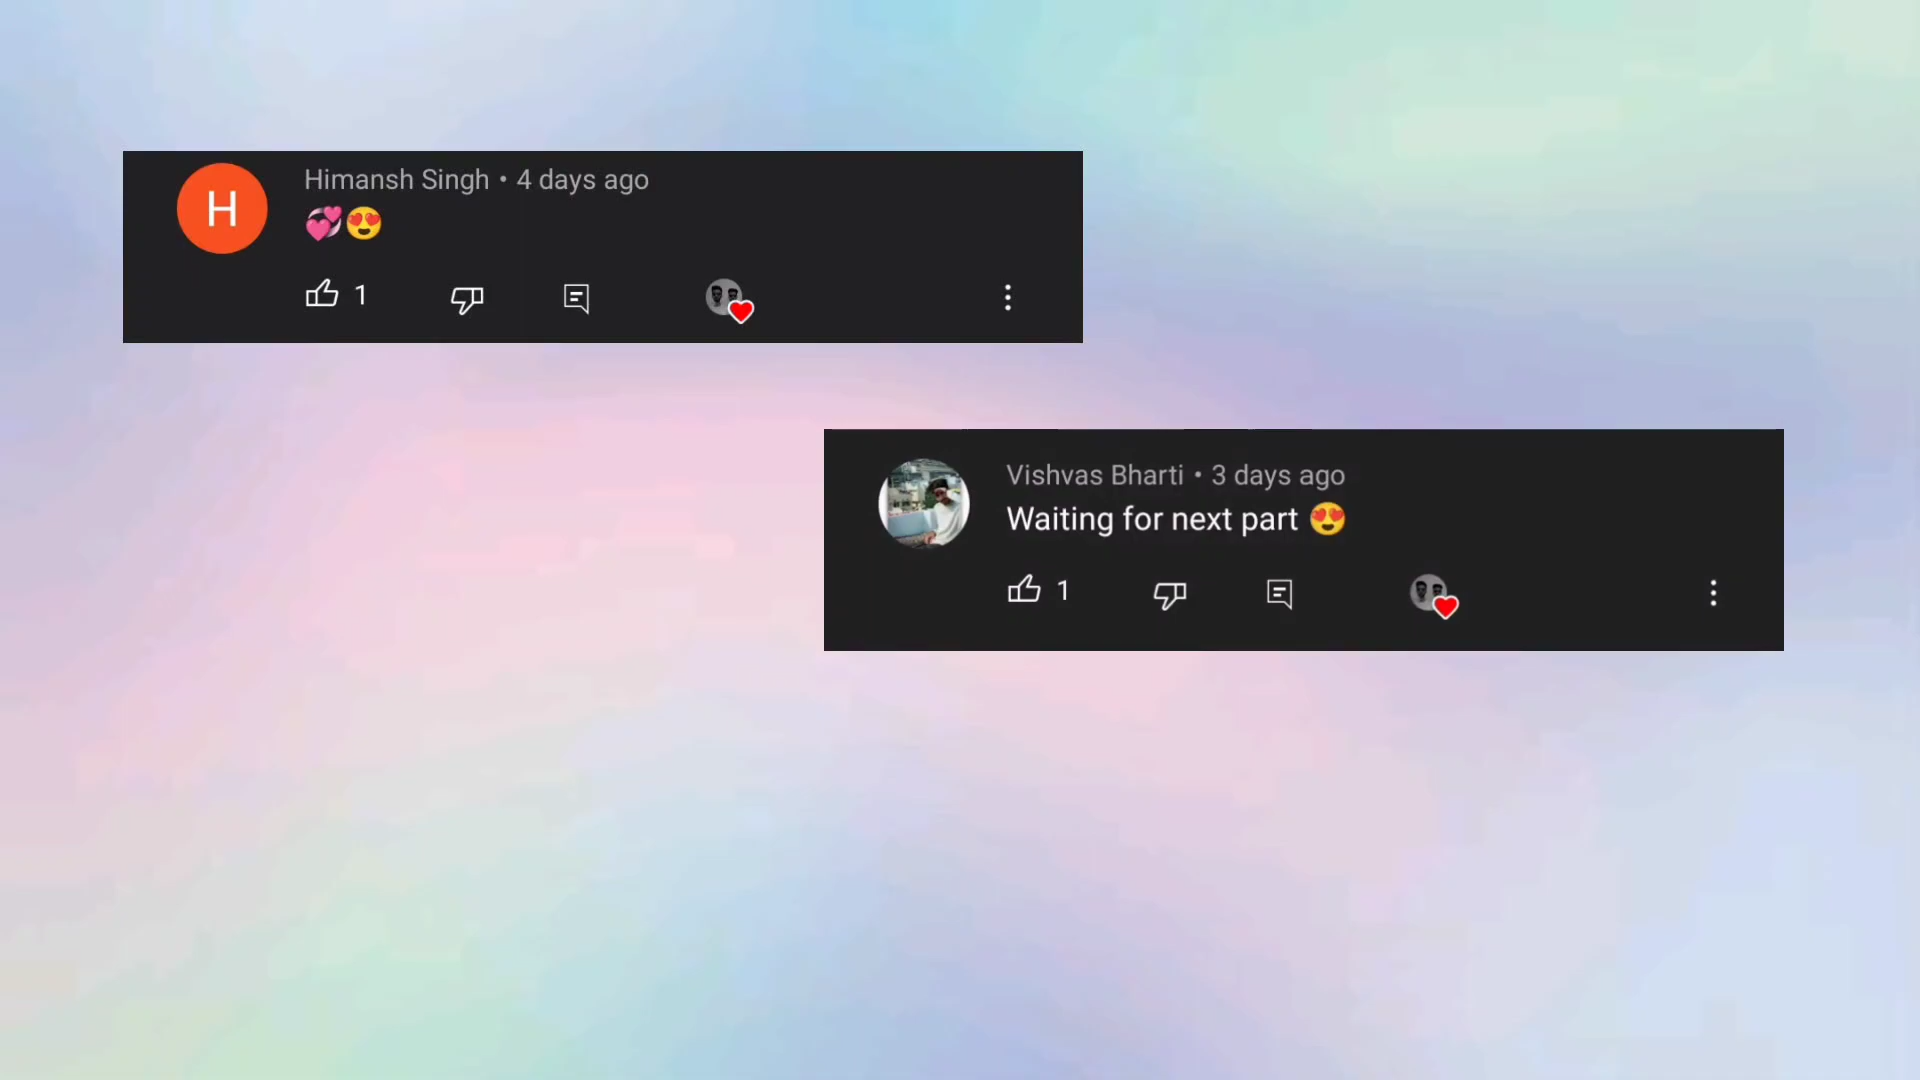 H
Himansh Singh • 4 days ago
💞😍
1
Vishvas Bharti • 3 days ago
Waiting for next part 😍
1